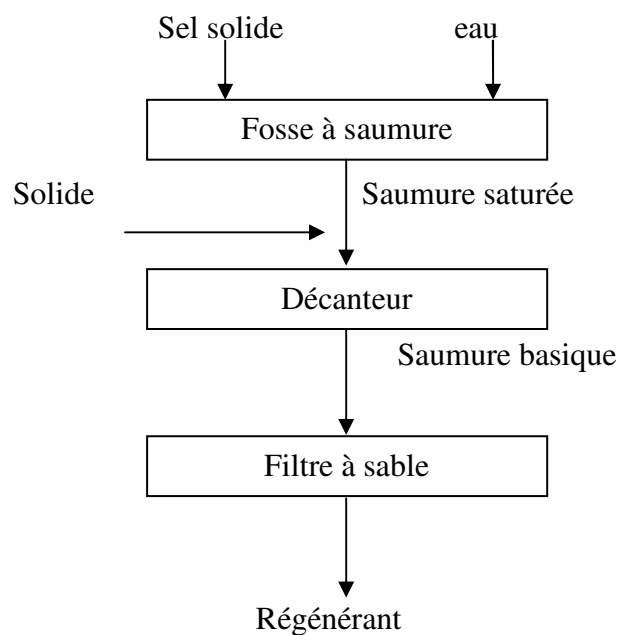 Sel solide
eau
Fosse à saumure
Solide
Saumure saturée
Décanteur
Saumure basique
Filtre à sable
Régénérant